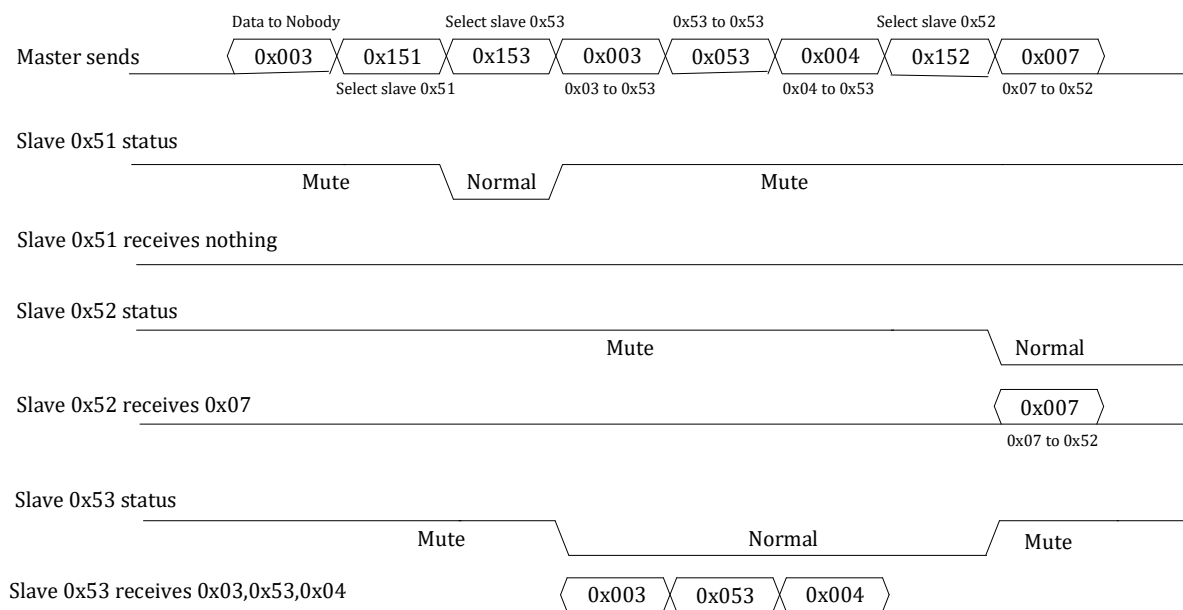 Data to Nobody Select slave 0x53 0x53 to 0x53 Select slave 0x52
Master sends 0x003 0x151 0x153 0x003 0x053 0x004 0x152 0x007
Select slave 0x51 0x03 to 0x53 0x04 to 0x53 0x07 to 0x52
Slave 0x51 status
Mute Normal Mute
Slave 0x51 receives nothing
Slave 0x52 status
Mute Normal
Slave 0x52 receives 0x07 0x007
0x07 to 0x52
Slave 0x53 status
Mute Normal Mute
Slave 0x53 receives 0x03,0x53,0x04 0x003 0x053 0x004